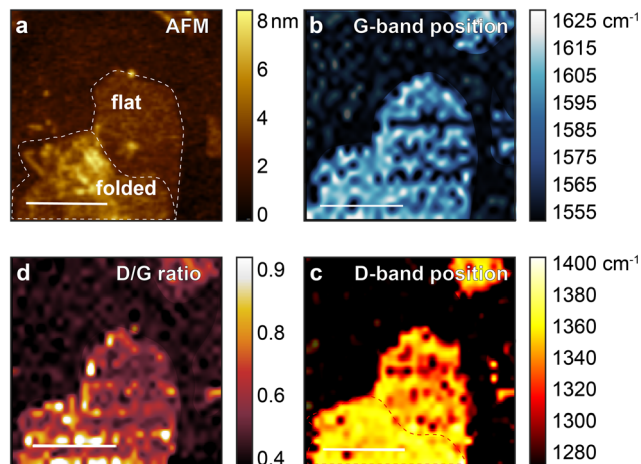 a AFM
flat
folded
8 nm
6
4
2
0
b G-band position
1625 cm⁻¹
1615
1605
1595
1585
1575
1565
1555
d D/G ratio
0.9
0.8
0.7
0.6
0.4
c D-band position
1400 cm⁻¹
1380
1360
1340
1320
1300
1280